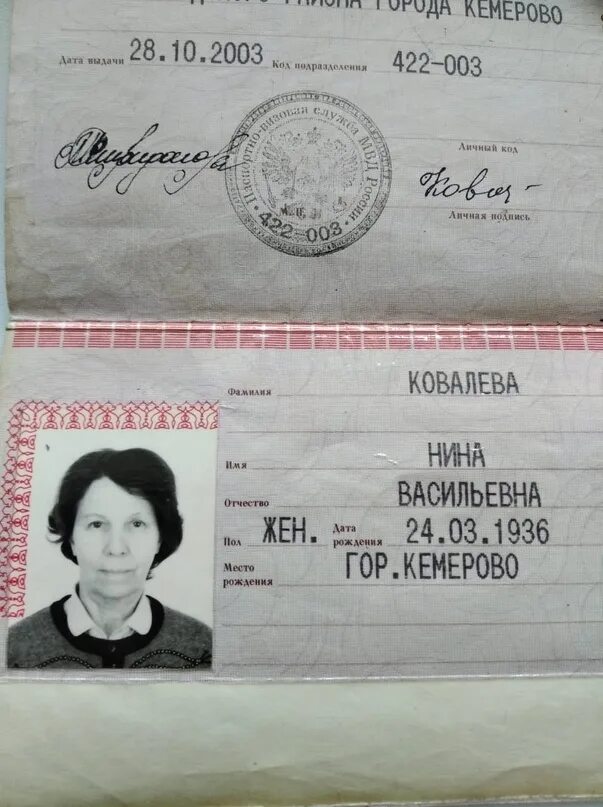 РАЙОНА ГОРОДА КЕМЕРОВО
Дата выдачи 28.10.2003 Код подразделения 422-003
Паспортно-визовая служба МВД России
422-003
Личный код
Личная подпись
Фамилия КОВАЛЕВА
Имя НИНА
Отчество ВАСИЛЬЕВНА
Пол ЖЕН. Дата рождения 24.03.1936
Место рождения ГОР.КЕМЕРОВО